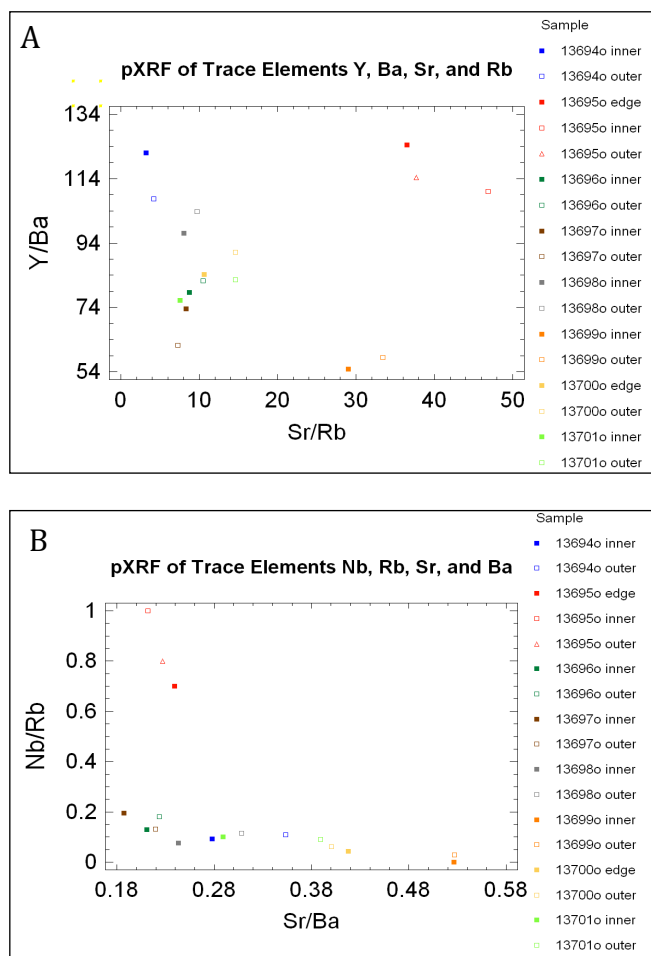 A
pXRF of Trace Elements Y, Ba, Sr, and Rb
134
114
94
74
54
Y/Ba
0 10 20 30 40 50
Sr/Rb
Sample
13694o inner
13694o outer
13695o edge
13695o inner
13695o outer
13696o inner
13696o outer
13697o inner
13697o outer
13698o inner
13698o outer
13699o inner
13699o outer
13700o edge
13700o outer
13701o inner
13701o outer
B
pXRF of Trace Elements Nb, Rb, Sr, and Ba
1
0.8
0.6
0.4
0.2
0
Nb/Rb
0.18 0.28 0.38 0.48 0.58
Sr/Ba
Sample
13694o inner
13694o outer
13695o edge
13695o inner
13695o outer
13696o inner
13696o outer
13697o inner
13697o outer
13698o inner
13698o outer
13699o inner
13699o outer
13700o edge
13700o outer
13701o inner
13701o outer